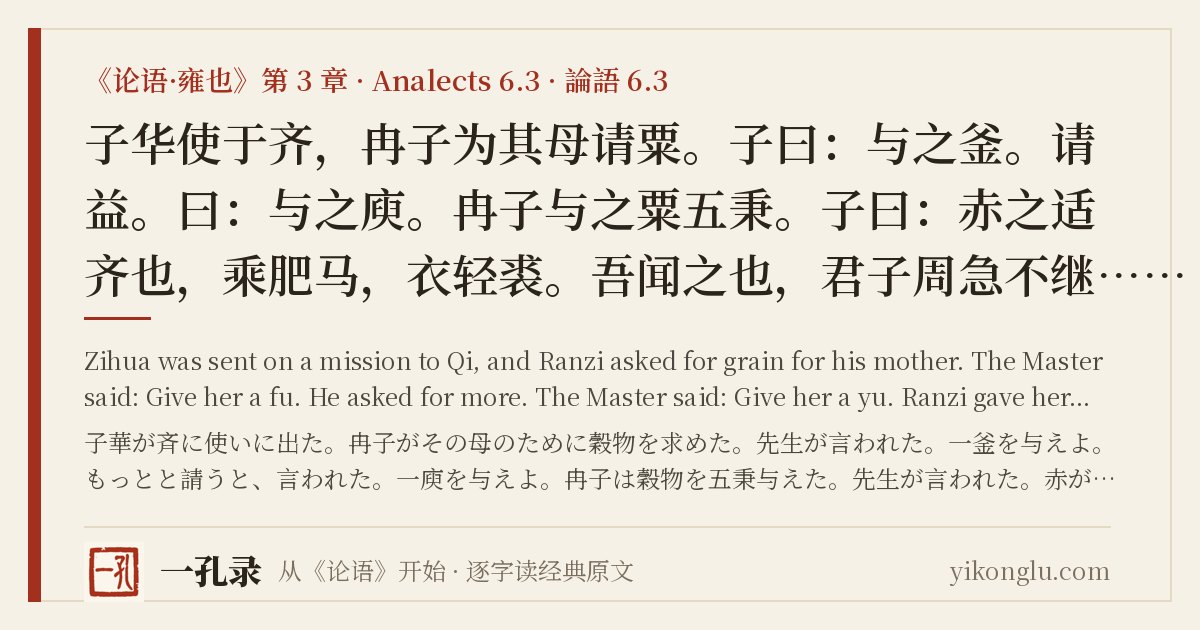 《论语·雍也》第 3 章 · Analects 6.3 · 論語 6.3
子华使于齐，冉子为其母请粟。子曰：与之釜。请
益。曰：与之庾。冉子与之粟五秉。子曰：赤之适
齐也，乘肥马，衣轻裘。吾闻之也，君子周急不继……
Zihua was sent on a mission to Qi, and Ranzi asked for grain for his mother. The Master
said: Give her a fu. He asked for more. The Master said: Give her a yu. Ranzi gave her...
子華が斉に使いに出た。冉子がその母のために穀物を求めた。先生が言われた。一釜を与えよ。
もっとと請うと、言われた。一庾を与えよ。冉子は穀物を五秉与えた。先生が言われた。赤が…
一孔
一孔录 从《论语》开始 · 逐字读经典原文 yikonglu.com